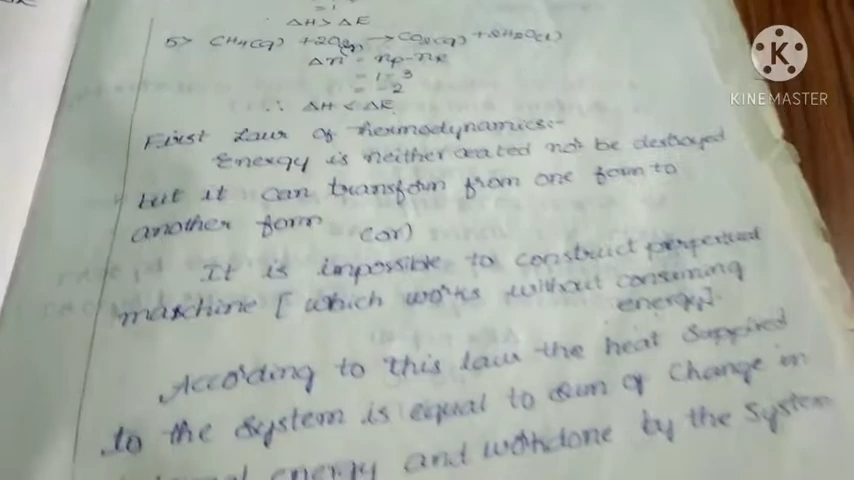 = 1
ΔH > ΔE
5> CH4(g) + 2O2(g) → CO2(g) + 2H2O(l)
Δn = nP - nR
= 1 - 3
= - 2
∴ ΔH < ΔE
First Law of thermodynamics:-
Energy is neither created not be destroyed
but it can transform from one form to
another form
(or)
It is impossible to construct perpetual
maschine [which works without consuming
energy].
According to this law the heat supplied
to the system is equal to sum of change in
energy and workdone by the system
K
KINEMASTER